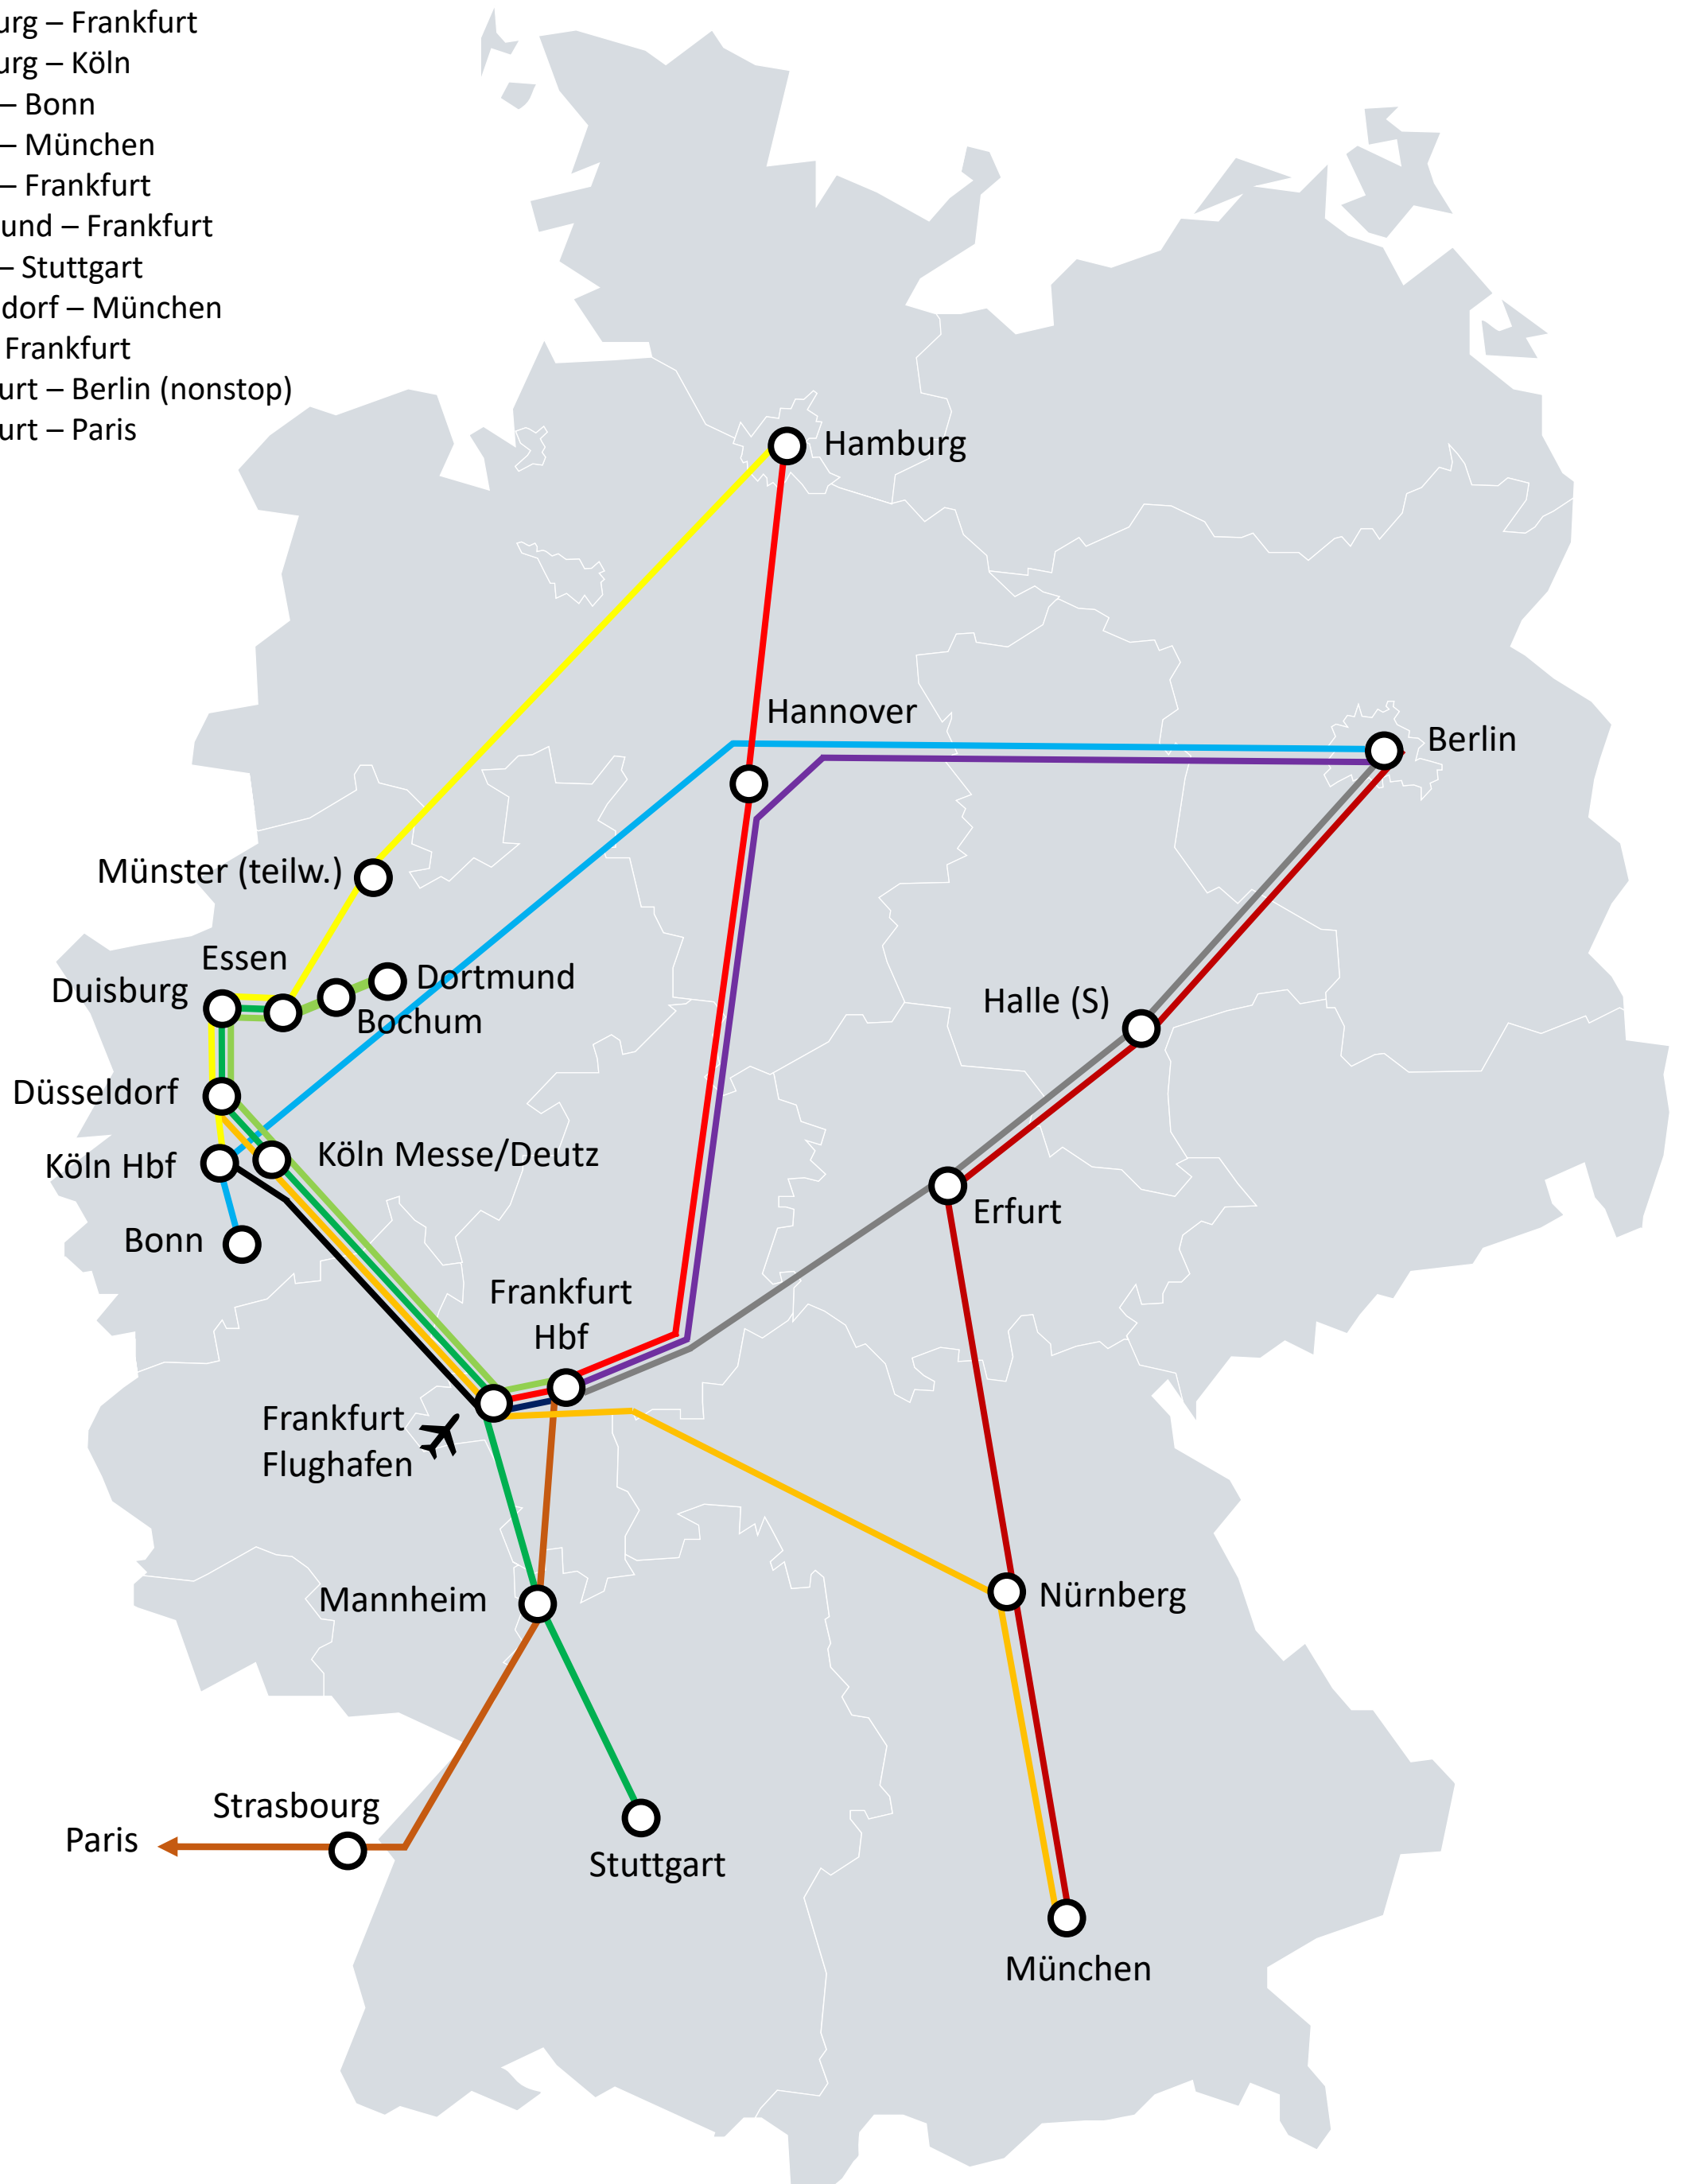 urg – Frankfurt
urg – Köln
– Bonn
– München
– Frankfurt
und – Frankfurt
– Stuttgart
dorf – München
Frankfurt
urt – Berlin (nonstop)
urt – Paris
Hamburg
Hannover
Berlin
Münster (teilw.)
Essen
Duisburg
Dortmund
Bochum
Halle (S)
Düsseldorf
Köln Hbf
Köln Messe/Deutz
Erfurt
Bonn
Frankfurt
Hbf
Frankfurt
Flughafen
Mannheim
Nürnberg
Strasbourg
Paris
Stuttgart
München